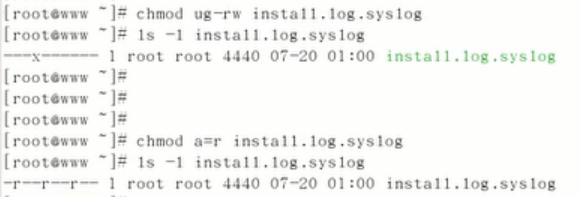 [root@www ~]# chmod ug-rw install.log.syslog
[root@www ~]# ls -l install.log.syslog
---x------ 1 root root 4440 07-20 01:00 install.log.syslog
[root@www ~]#
[root@www ~]#
[root@www ~]#
[root@www ~]# chmod a=r install.log.syslog
[root@www ~]# ls -l install.log.syslog
-r--r--r-- 1 root root 4440 07-20 01:00 install.log.syslog